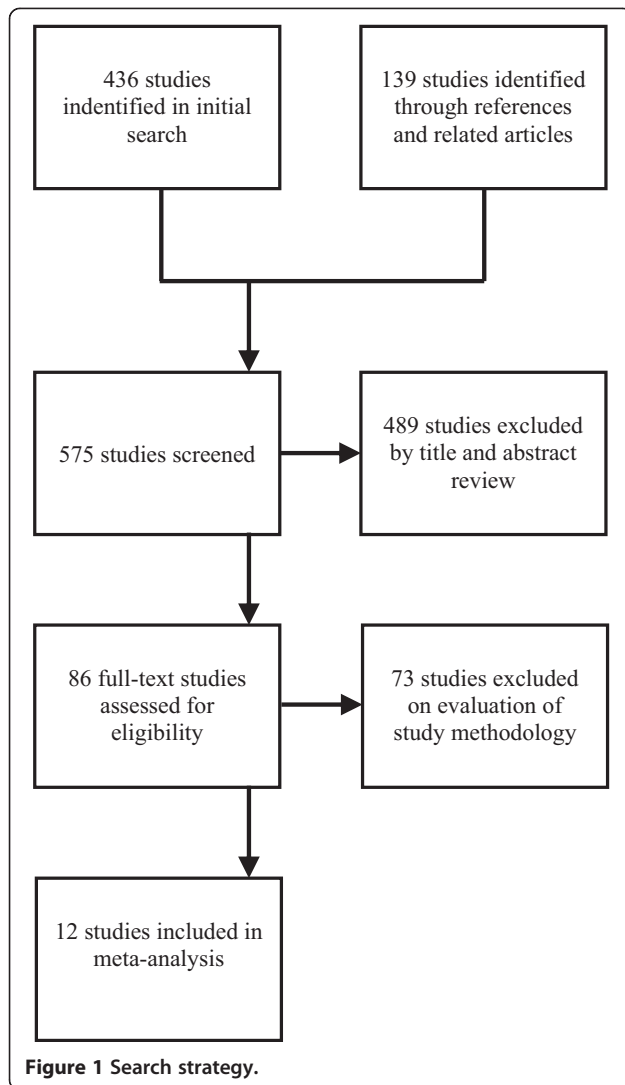 436 studies
indentified in initial
search
139 studies identified
through references
and related articles
575 studies screened
489 studies excluded
by title and abstract
review
86 full-text studies
assessed for
eligibility
73 studies excluded
on evaluation of
study methodology
12 studies included in
meta-analysis
Figure 1 Search strategy.